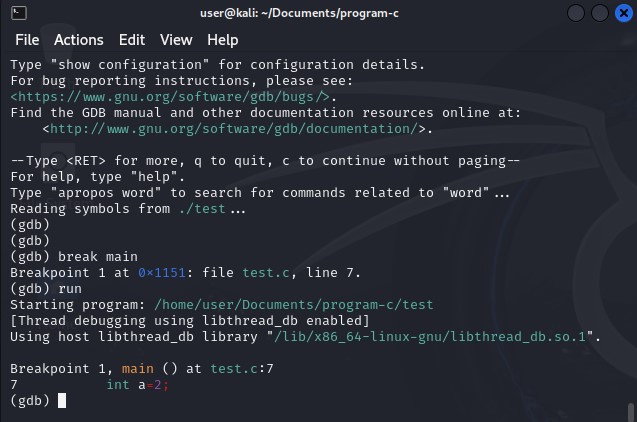 user@kali: ~/Documents/program-c
File Actions Edit View Help
Type "show configuration" for configuration details.
For bug reporting instructions, please see:
<https://www.gnu.org/software/gdb/bugs/>.
Find the GDB manual and other documentation resources online at:
    <http://www.gnu.org/software/gdb/documentation/>.

--Type <RET> for more, q to quit, c to continue without paging--
For help, type "help".
Type "apropos word" to search for commands related to "word"...
Reading symbols from ./test...
(gdb)
(gdb)
(gdb) break main
Breakpoint 1 at 0×1151: file test.c, line 7.
(gdb) run
Starting program: /home/user/Documents/program-c/test
[Thread debugging using libthread_db enabled]
Using host libthread_db library "/lib/x86_64-linux-gnu/libthread_db.so.1".

Breakpoint 1, main () at test.c:7
7           int a=2;
(gdb)